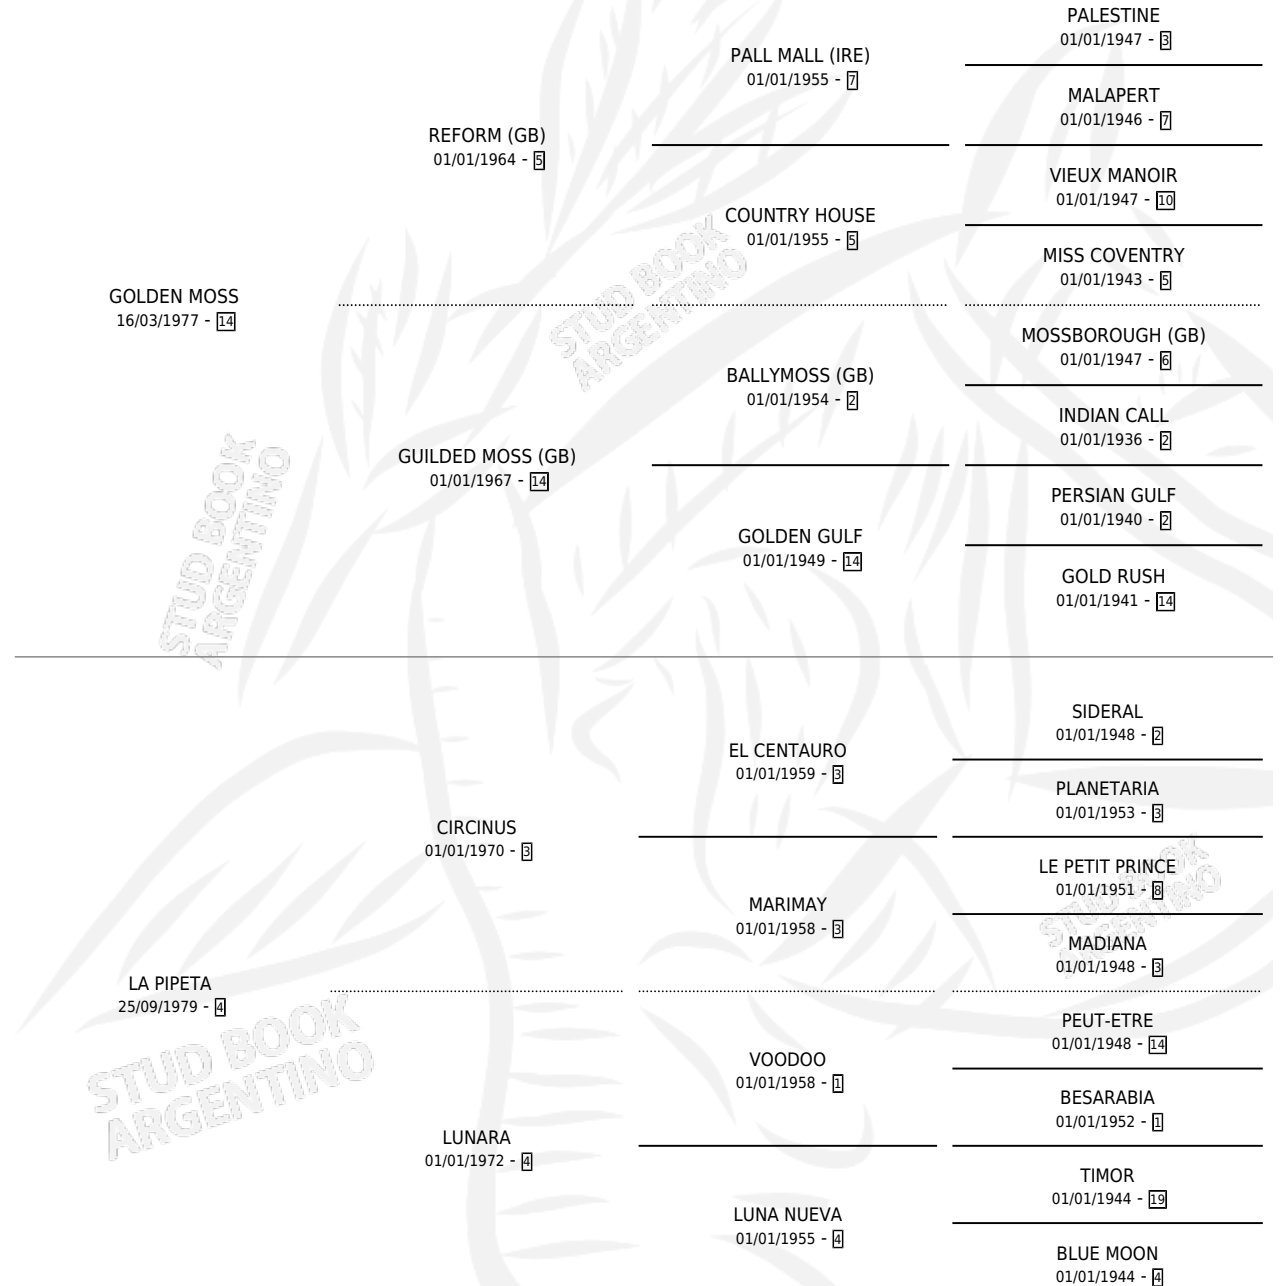 PALESTINE
01/01/1947 - 3
PALL MALL (IRE)
01/01/1955 - 7
MALAPERT
01/01/1946 - 7
REFORM (GB)
01/01/1964 - 5
VIEUX MANOIR
01/01/1947 - 10
COUNTRY HOUSE
01/01/1955 - 5
MISS COVENTRY
01/01/1943 - 5
GOLDEN MOSS
16/03/1977 - 14
MOSSBOROUGH (GB)
01/01/1947 - 6
BALLYMOSS (GB)
01/01/1954 - 2
INDIAN CALL
01/01/1936 - 2
GUILDED MOSS (GB)
01/01/1967 - 14
PERSIAN GULF
01/01/1940 - 2
GOLDEN GULF
01/01/1949 - 14
GOLD RUSH
01/01/1941 - 14
SIDERAL
01/01/1948 - 2
EL CENTAURO
01/01/1959 - 3
PLANETARIA
01/01/1953 - 3
CIRCINUS
01/01/1970 - 3
LE PETIT PRINCE
01/01/1951 - 8
MARIMAY
01/01/1958 - 3
MADIANA
01/01/1948 - 3
LA PIPETA
25/09/1979 - 4
PEUT-ETRE
01/01/1948 - 14
VOODOO
01/01/1958 - 1
BESARABIA
01/01/1952 - 1
LUNARA
01/01/1972 - 4
TIMOR
01/01/1944 - 19
LUNA NUEVA
01/01/1955 - 4
BLUE MOON
01/01/1944 - 4
STUD BOOK
ARGENTINO
STUD BOOK
ARGENTINO
STUD BOOK
ARGENTINO
STUD BOOK
ARGENTINO